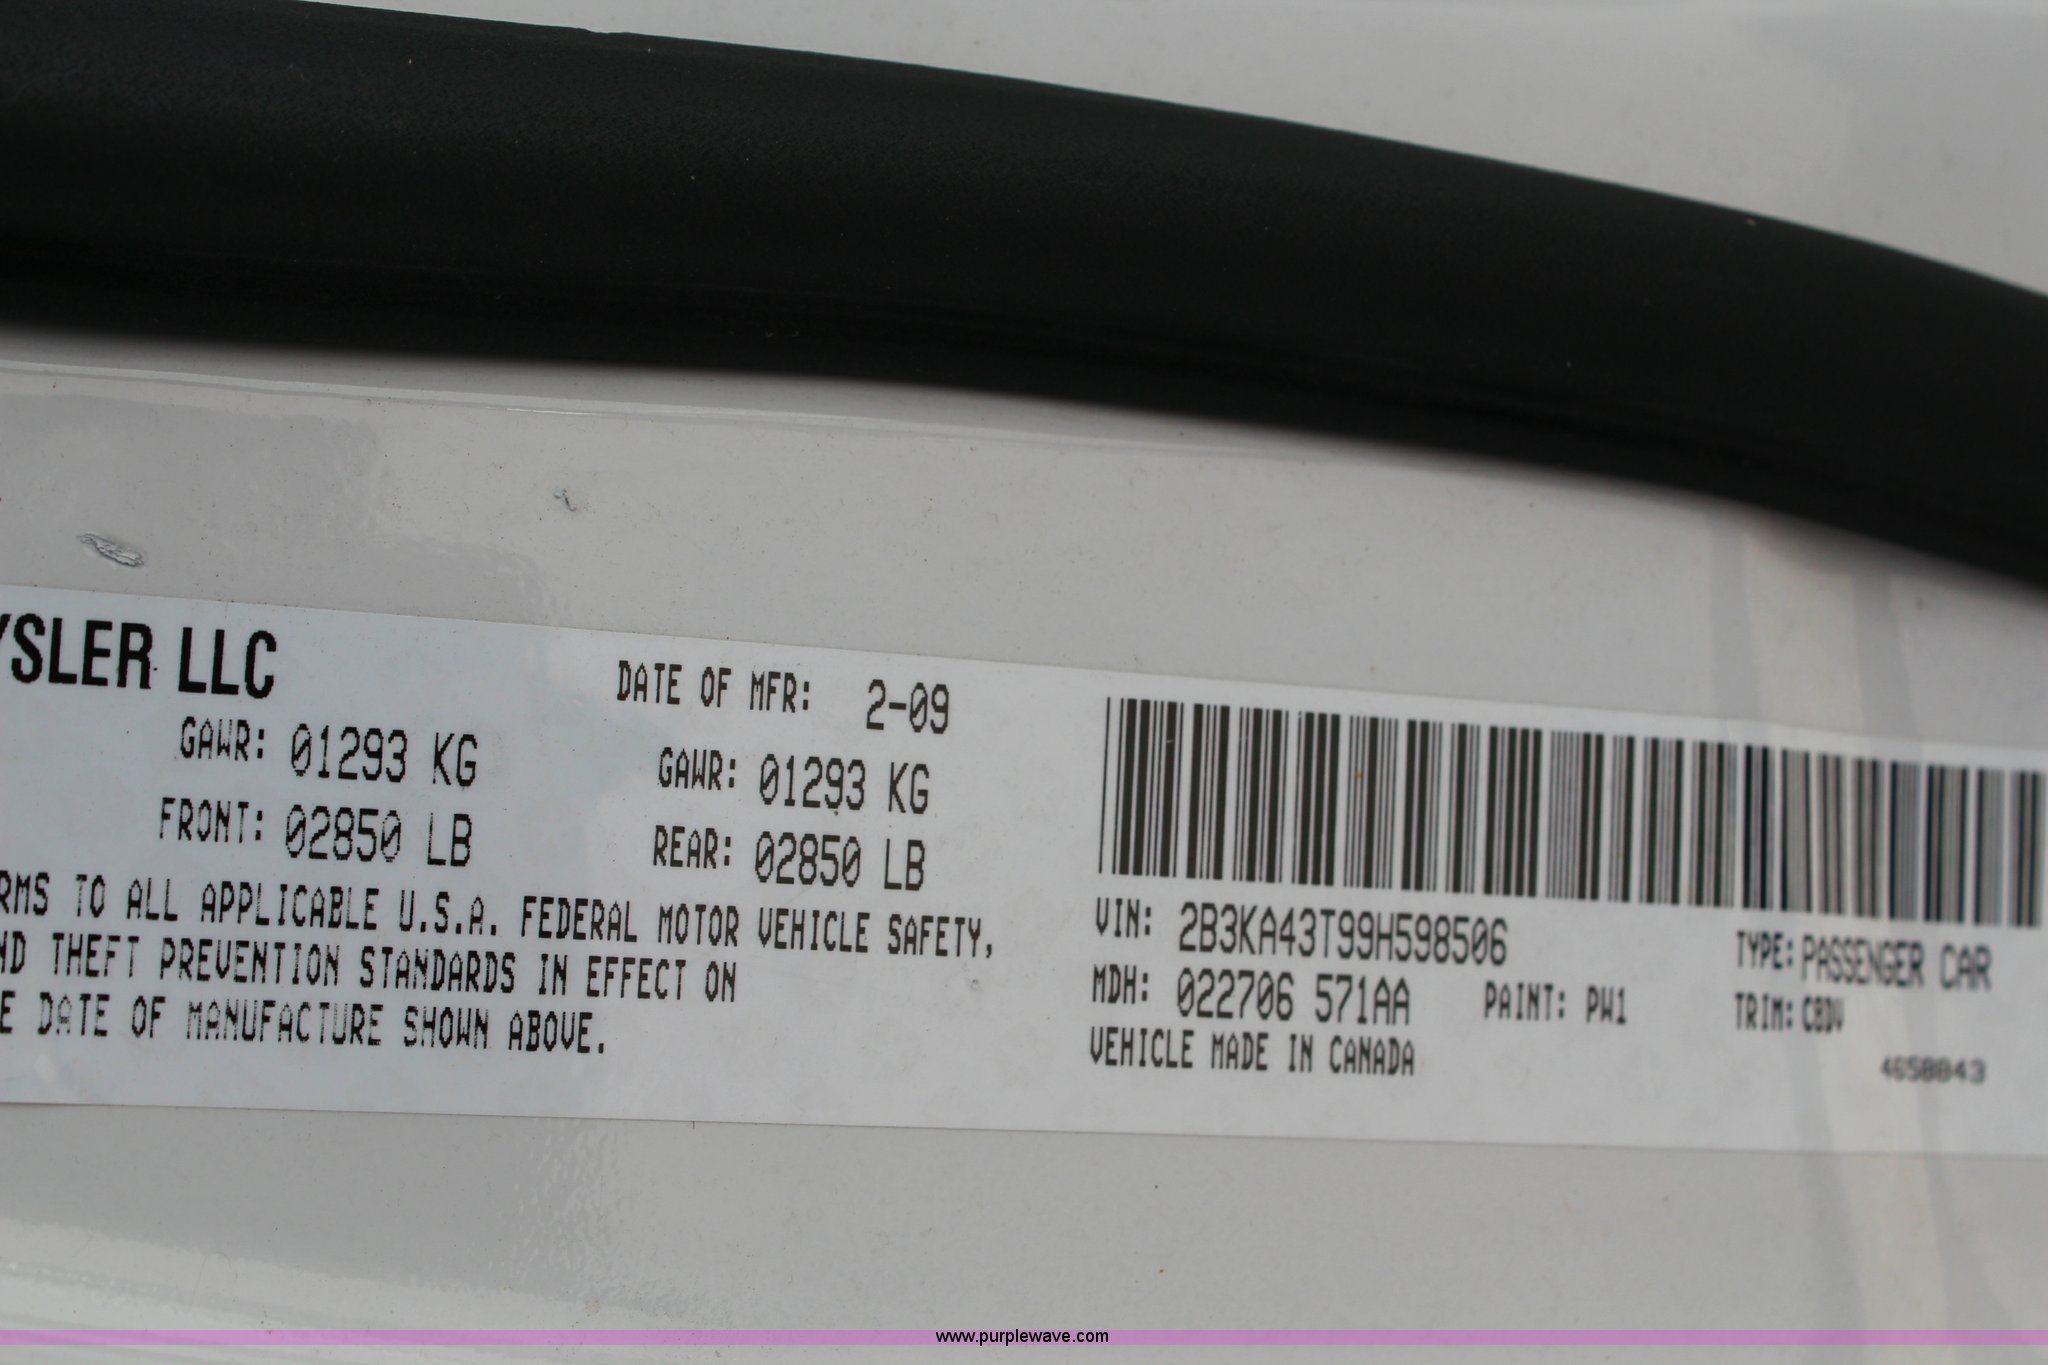 YSLER LLC
DATE OF MFR: 2-09
GAWR: 01293 KG GAWR: 01293 KG
FRONT: 02850 LB REAR: 02850 LB
RMS TO ALL APPLICABLE U.S.A. FEDERAL MOTOR VEHICLE SAFETY,
ND THEFT PREVENTION STANDARDS IN EFFECT ON
E DATE OF MANUFACTURE SHOWN ABOVE.
VIN: 2B3KA43T99H598506 TYPE: PASSENGER CAR
MDH: 022706 571AA PAINT: PW1 TRIM: C8DV
VEHICLE MADE IN CANADA
4658843
www.purplewave.com